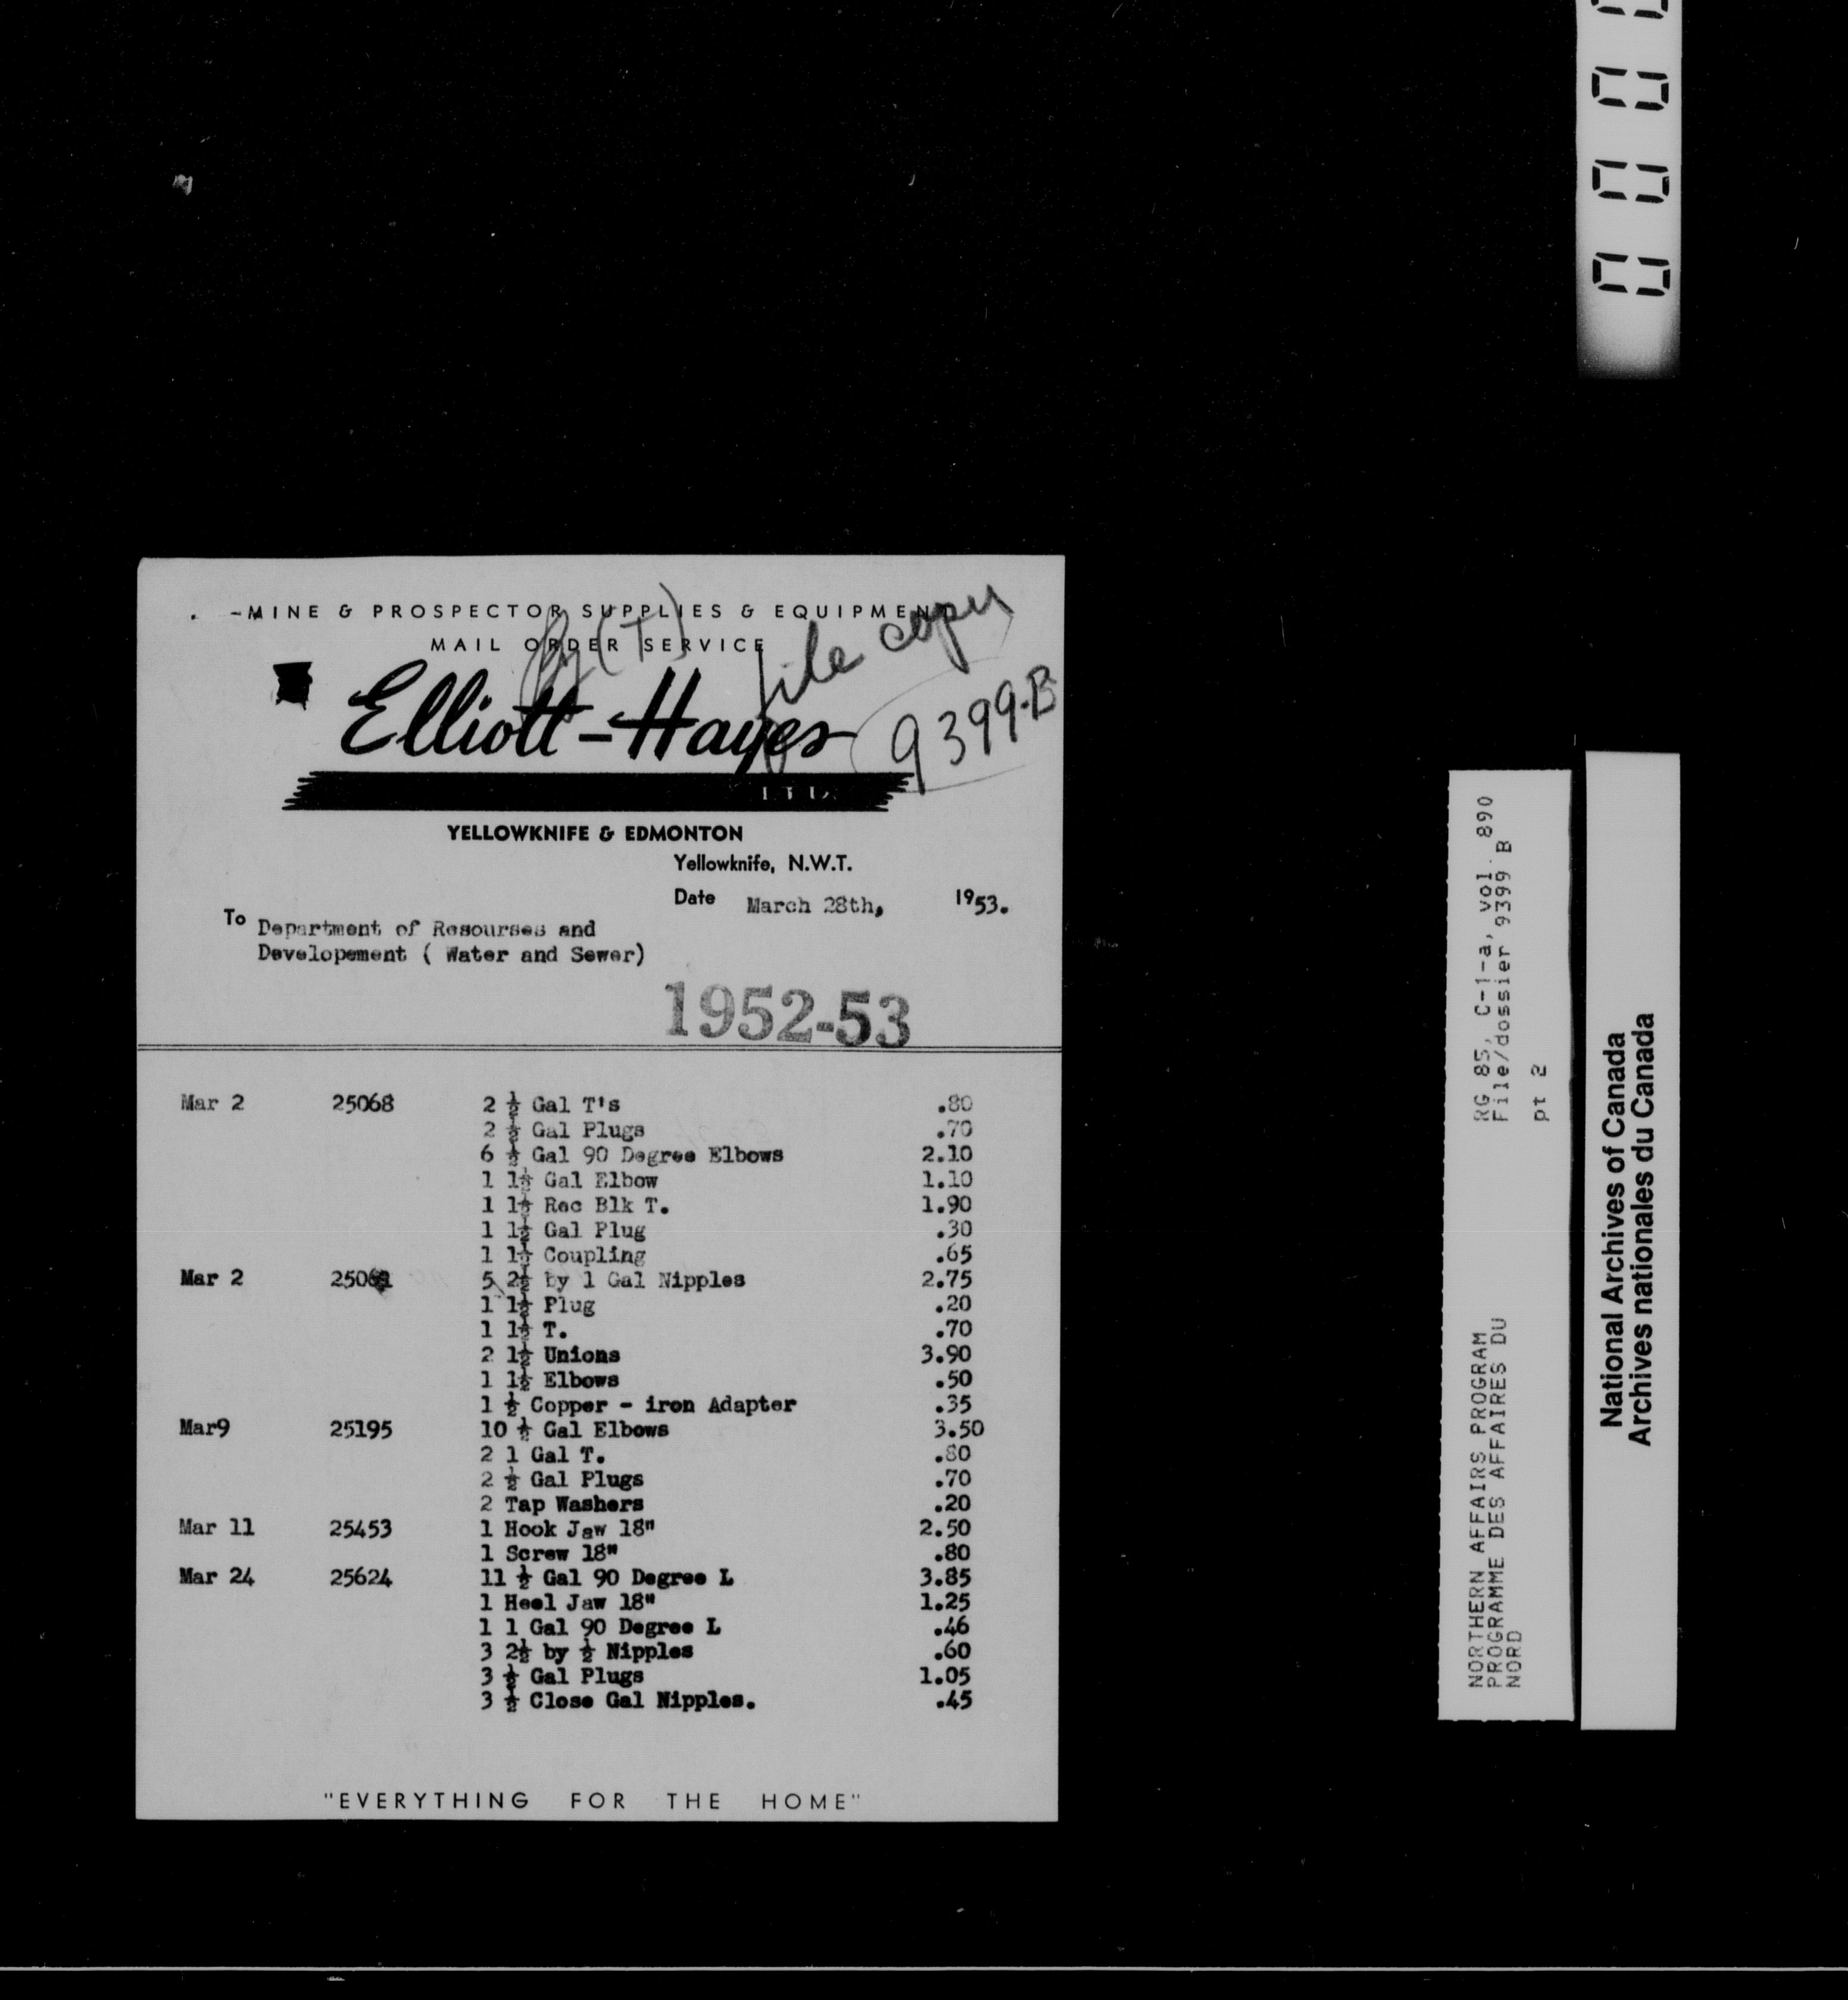 -MINE & PROSPECTOR SUPPLIES & EQUIPMENT
MAIL ORDER SERVICE
(T)
file copy
Elliott-Hayes
LTD.
9399-B
YELLOWKNIFE & EDMONTON
Yellowknife, N.W.T.
Date March 28th, 1953.
To Department of Resourses and
Developement ( Water and Sewer)
1952-53
Mar 2 25068 2 ½ Gal T's .80
2 ½ Gal Plugs .70
6 ½ Gal 90 Degree Elbows 2.10
1 1½ Gal Elbow 1.10
1 1½ Rec Blk T. 1.90
1 1½ Gal Plug .30
1 1½ Coupling .65
Mar 2 5 2½ by 1 Gal Nipples 2.75
1 1½ Plug .20
1 1½ T. .70
2 1½ Unions 3.90
1 1½ Elbows .50
1 ½ Copper - iron Adapter .35
Mar9 25195 10 ½ Gal Elbows 3.50
2 1 Gal T. .80
2 ½ Gal Plugs .70
2 Tap Washers .20
Mar 11 25453 1 Hook Jaw 18" 2.50
1 Screw 18" .80
Mar 24 25624 11 ½ Gal 90 Degree L 3.85
1 Heel Jaw 18" 1.25
1 1 Gal 90 Degree L .46
3 2½ by ½ Nipples .60
3 ½ Gal Plugs 1.05
3 ½ Close Gal Nipples. .45
"EVERYTHING FOR THE HOME"
RG 85, C-1-a, vol. 890
File/dossier 9399 B
pt 2
NORTHERN AFFAIRS PROGRAM
PROGRAMME DES AFFAIRES DU
NORD
National Archives of Canada
Archives nationales du Canada